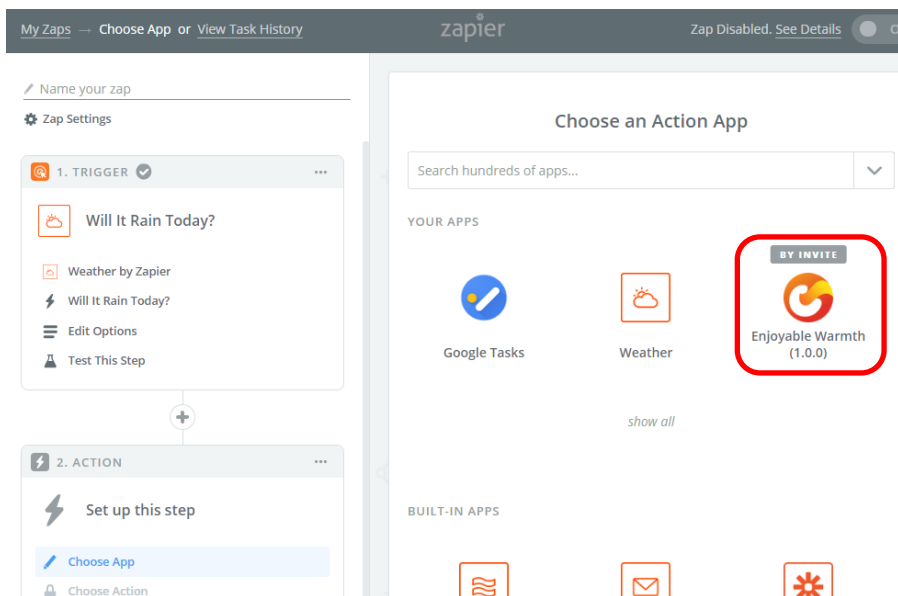 My Zaps → Choose App or View Task History
zapier
Zap Disabled. See Details
Name your zap
Zap Settings
1. TRIGGER
Will It Rain Today?
Weather by Zapier
Will It Rain Today?
Edit Options
Test This Step
2. ACTION
Set up this step
Choose App
Choose Action
Choose an Action App
Search hundreds of apps...
YOUR APPS
BY INVITE
Google Tasks
Weather
Enjoyable Warmth
(1.0.0)
show all
BUILT-IN APPS